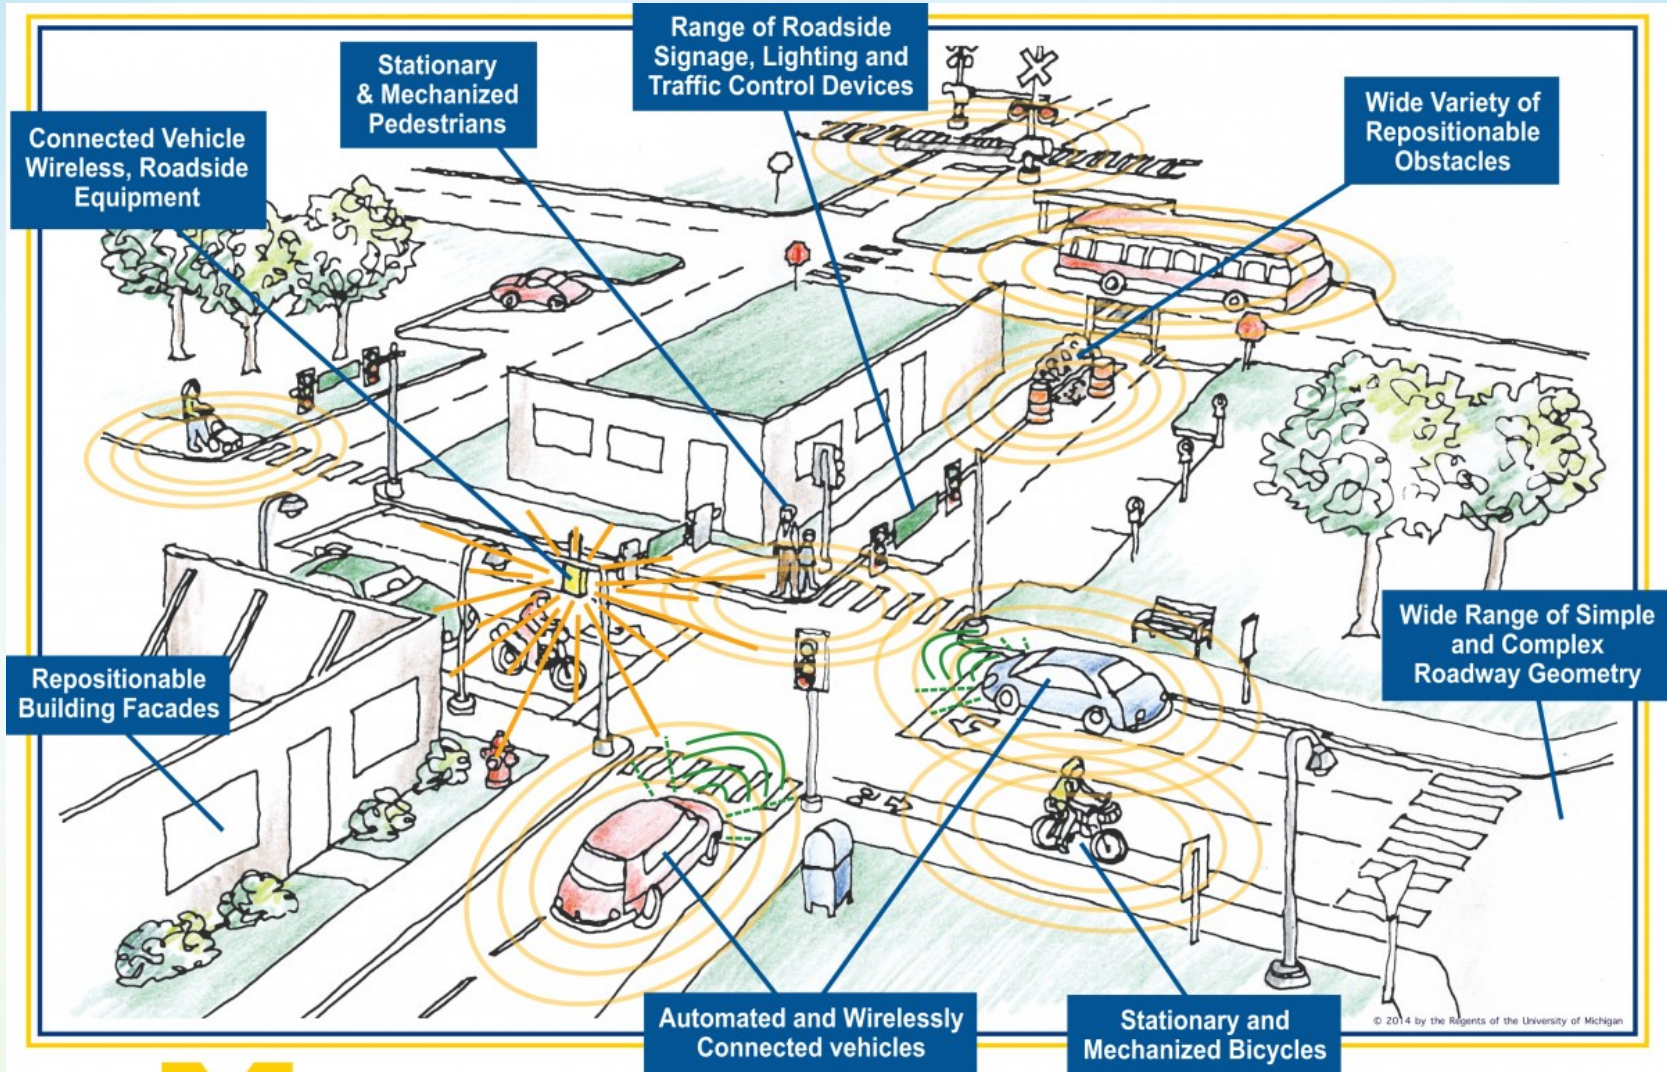 Range of Roadside
Signage, Lighting and
Traffic Control Devices
Stationary
& Mechanized
Pedestrians
Wide Variety of
Repositionable
Obstacles
Connected Vehicle
Wireless, Roadside
Equipment
Wide Range of Simple
and Complex
Roadway Geometry
Repositionable
Building Facades
Automated and Wirelessly
Connected vehicles
Stationary and
Mechanized Bicycles
© 2014 by the Regents of the University of Michigan